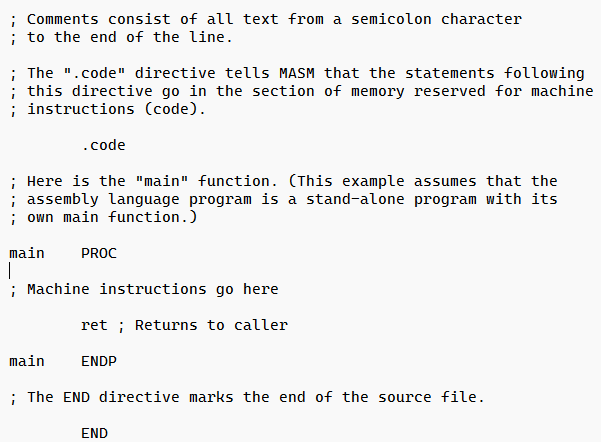 ; Comments consist of all text from a semicolon character
; to the end of the line.
; The ".code" directive tells MASM that the statements following
; this directive go in the section of memory reserved for machine
; instructions (code).
.code
; Here is the "main" function. (This example assumes that the
; assembly language program is a stand-alone program with its
; own main function.)
main    PROC
; Machine instructions go here
ret ; Returns to caller
main    ENDP
; The END directive marks the end of the source file.
END